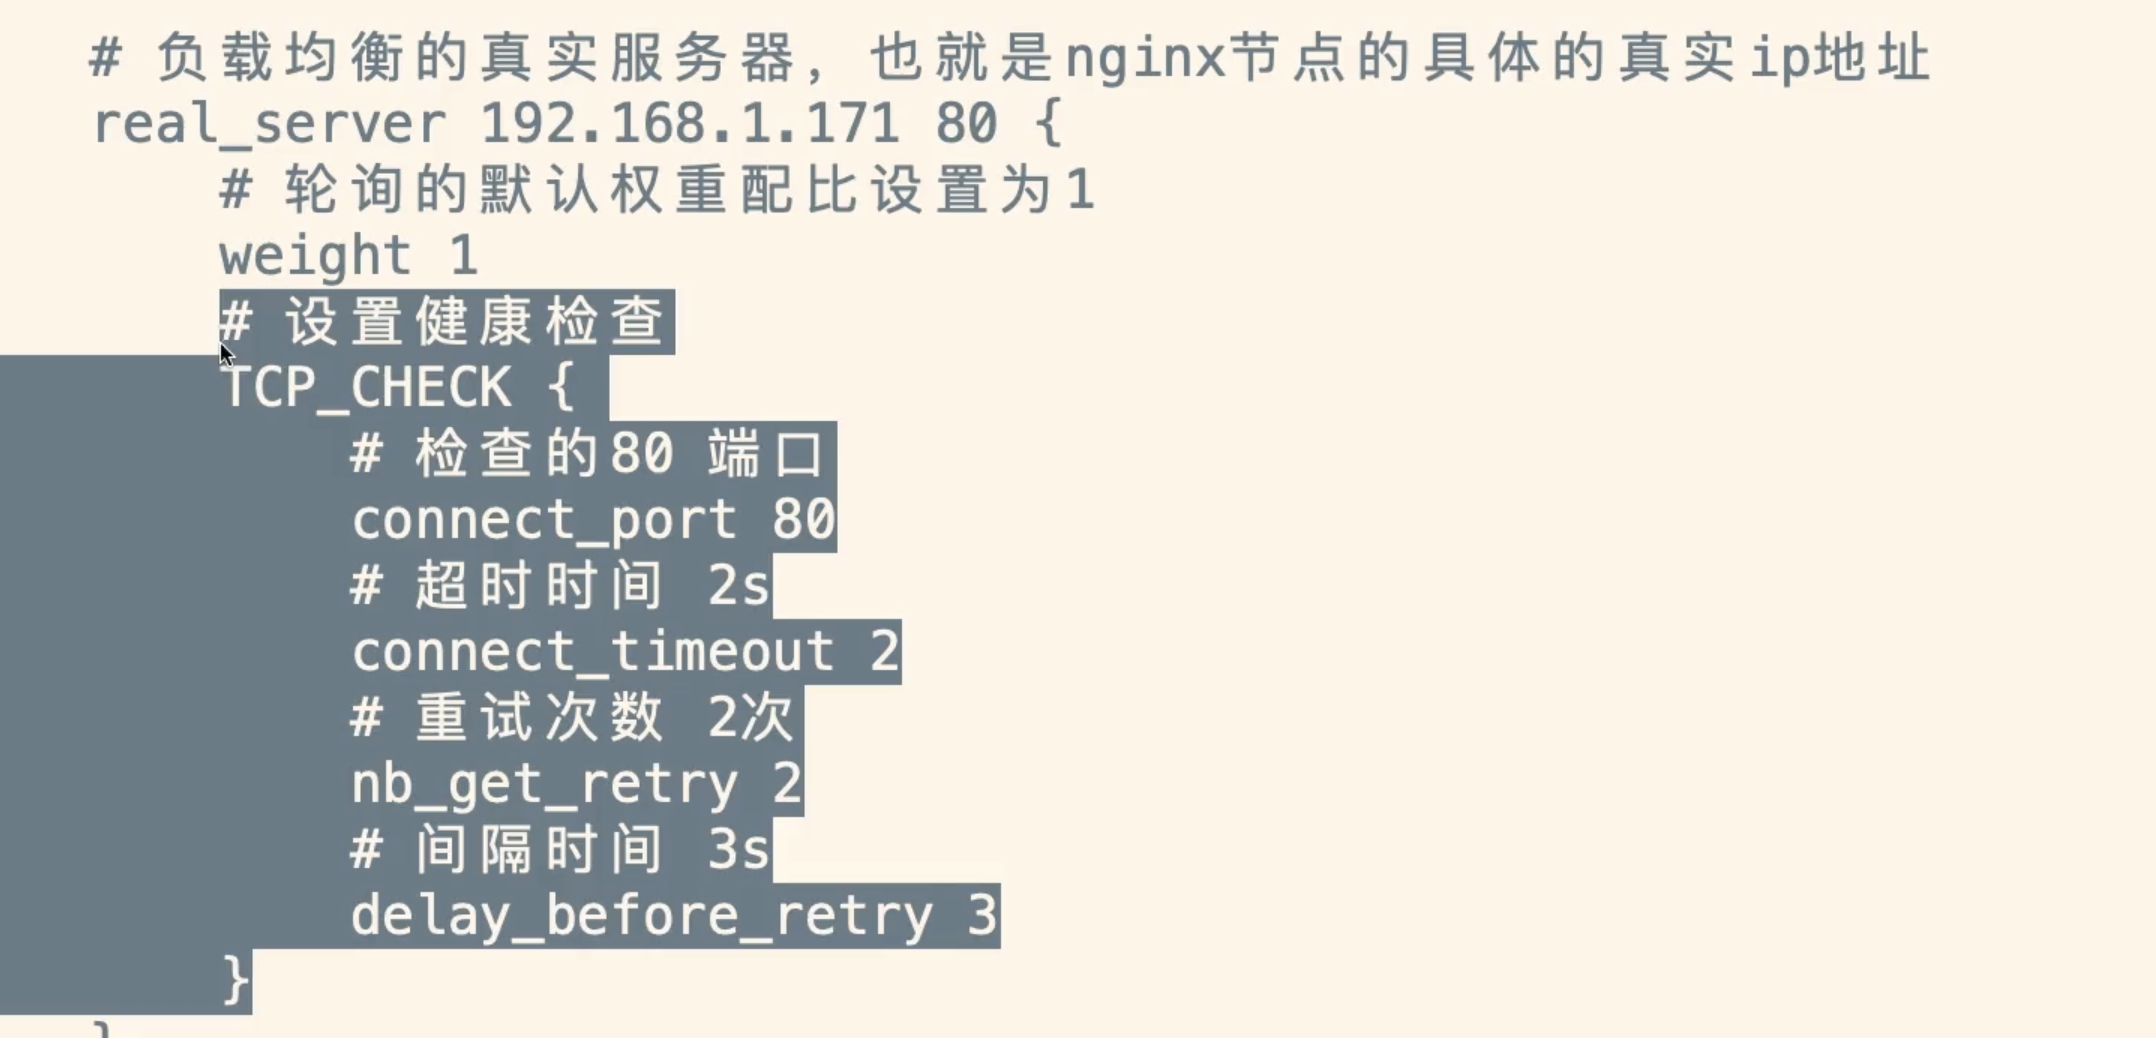 # 负载均衡的真实服务器，也就是nginx节点的具体的真实ip地址
real_server 192.168.1.171 80 {
# 轮询的默认权重配比设置为1
weight 1
# 设置健康检查
TCP_CHECK {
# 检查的80 端口
connect_port 80
# 超时时间 2s
connect_timeout 2
# 重试次数 2次
nb_get_retry 2
# 间隔时间 3s
delay_before_retry 3
}
}